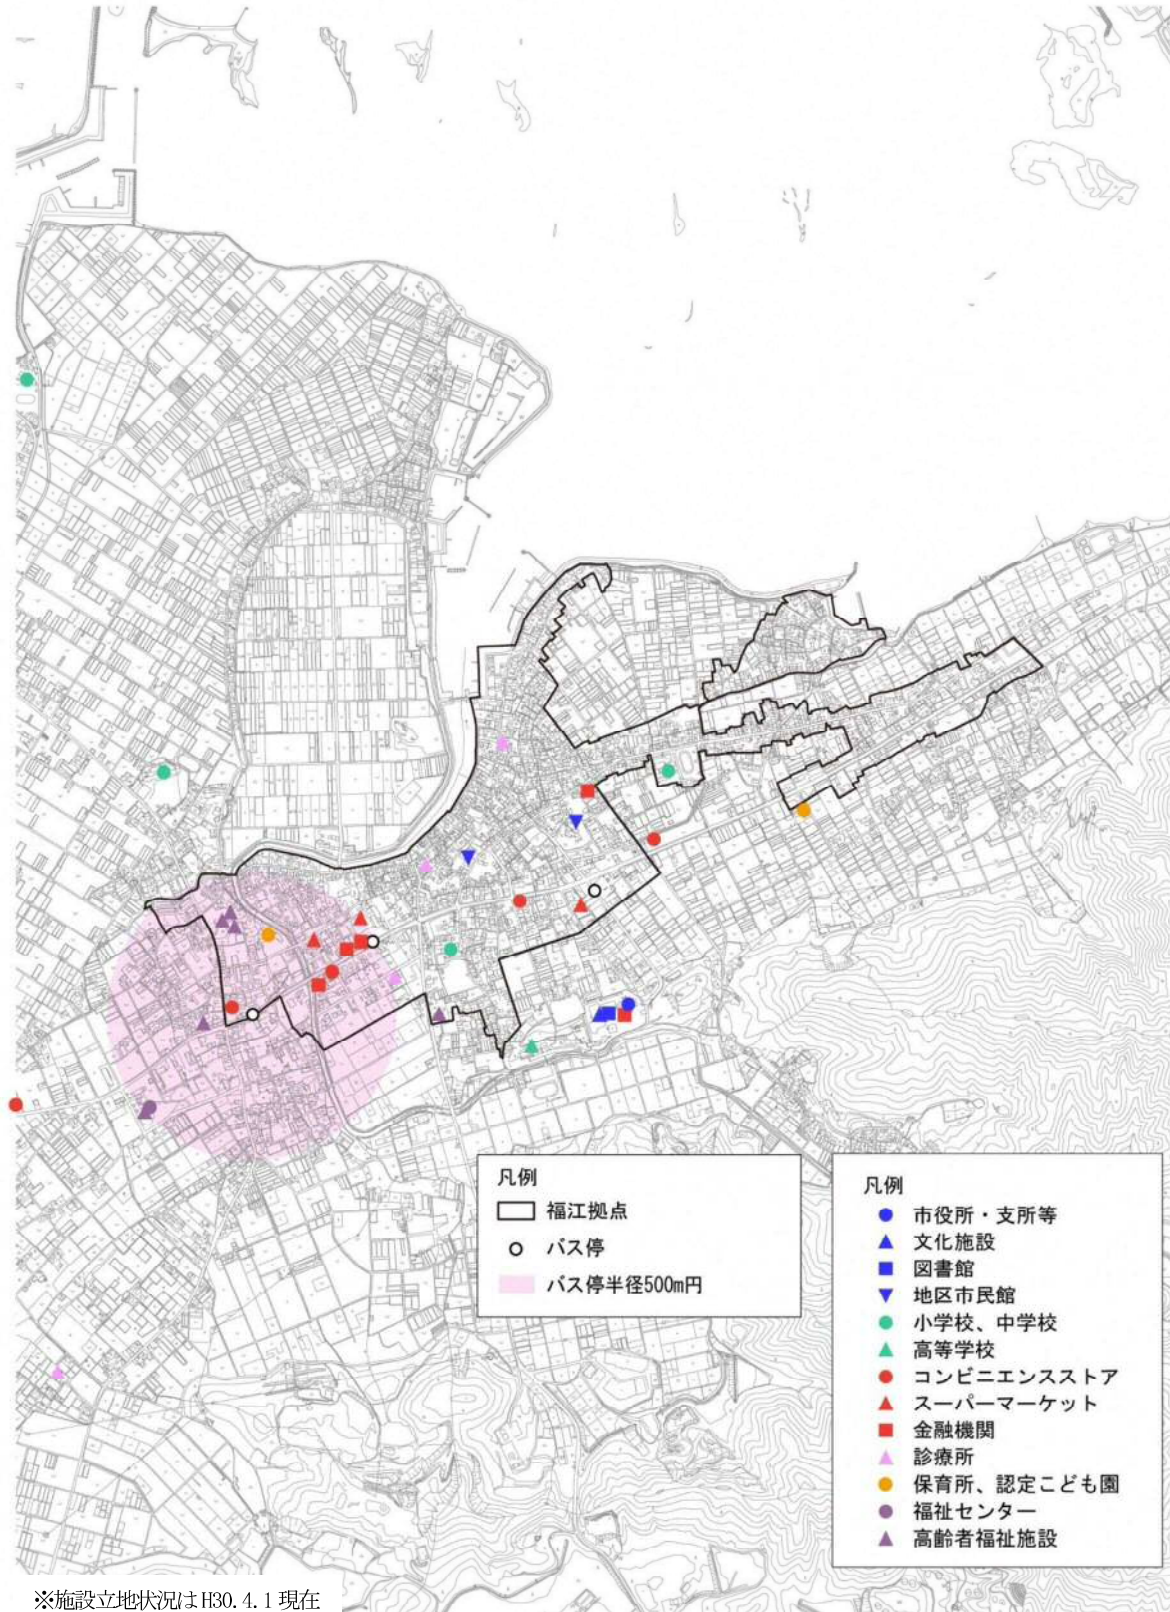 凡例
福江拠点
バス停
バス停半径500m円
凡例
市役所・支所等
文化施設
図書館
地区市民館
小学校、中学校
高等学校
コンビニエンスストア
スーパーマーケット
金融機関
診療所
保育所、認定こども園
福祉センター
高齢者福祉施設
※施設立地状況はH30.4.1現在